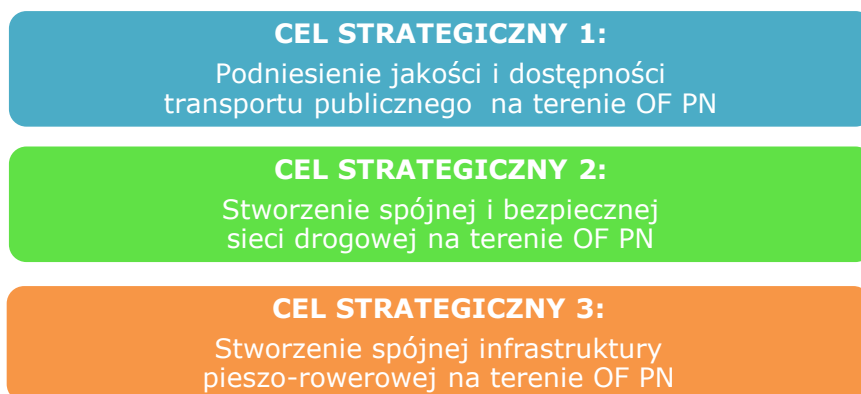 CEL STRATEGICZNY 1:
Podniesienie jakości i dostępności
transportu publicznego na terenie OF PN
CEL STRATEGICZNY 2:
Stworzenie spójnej i bezpiecznej
sieci drogowej na terenie OF PN
CEL STRATEGICZNY 3:
Stworzenie spójnej infrastruktury
pieszo-rowerowej na terenie OF PN